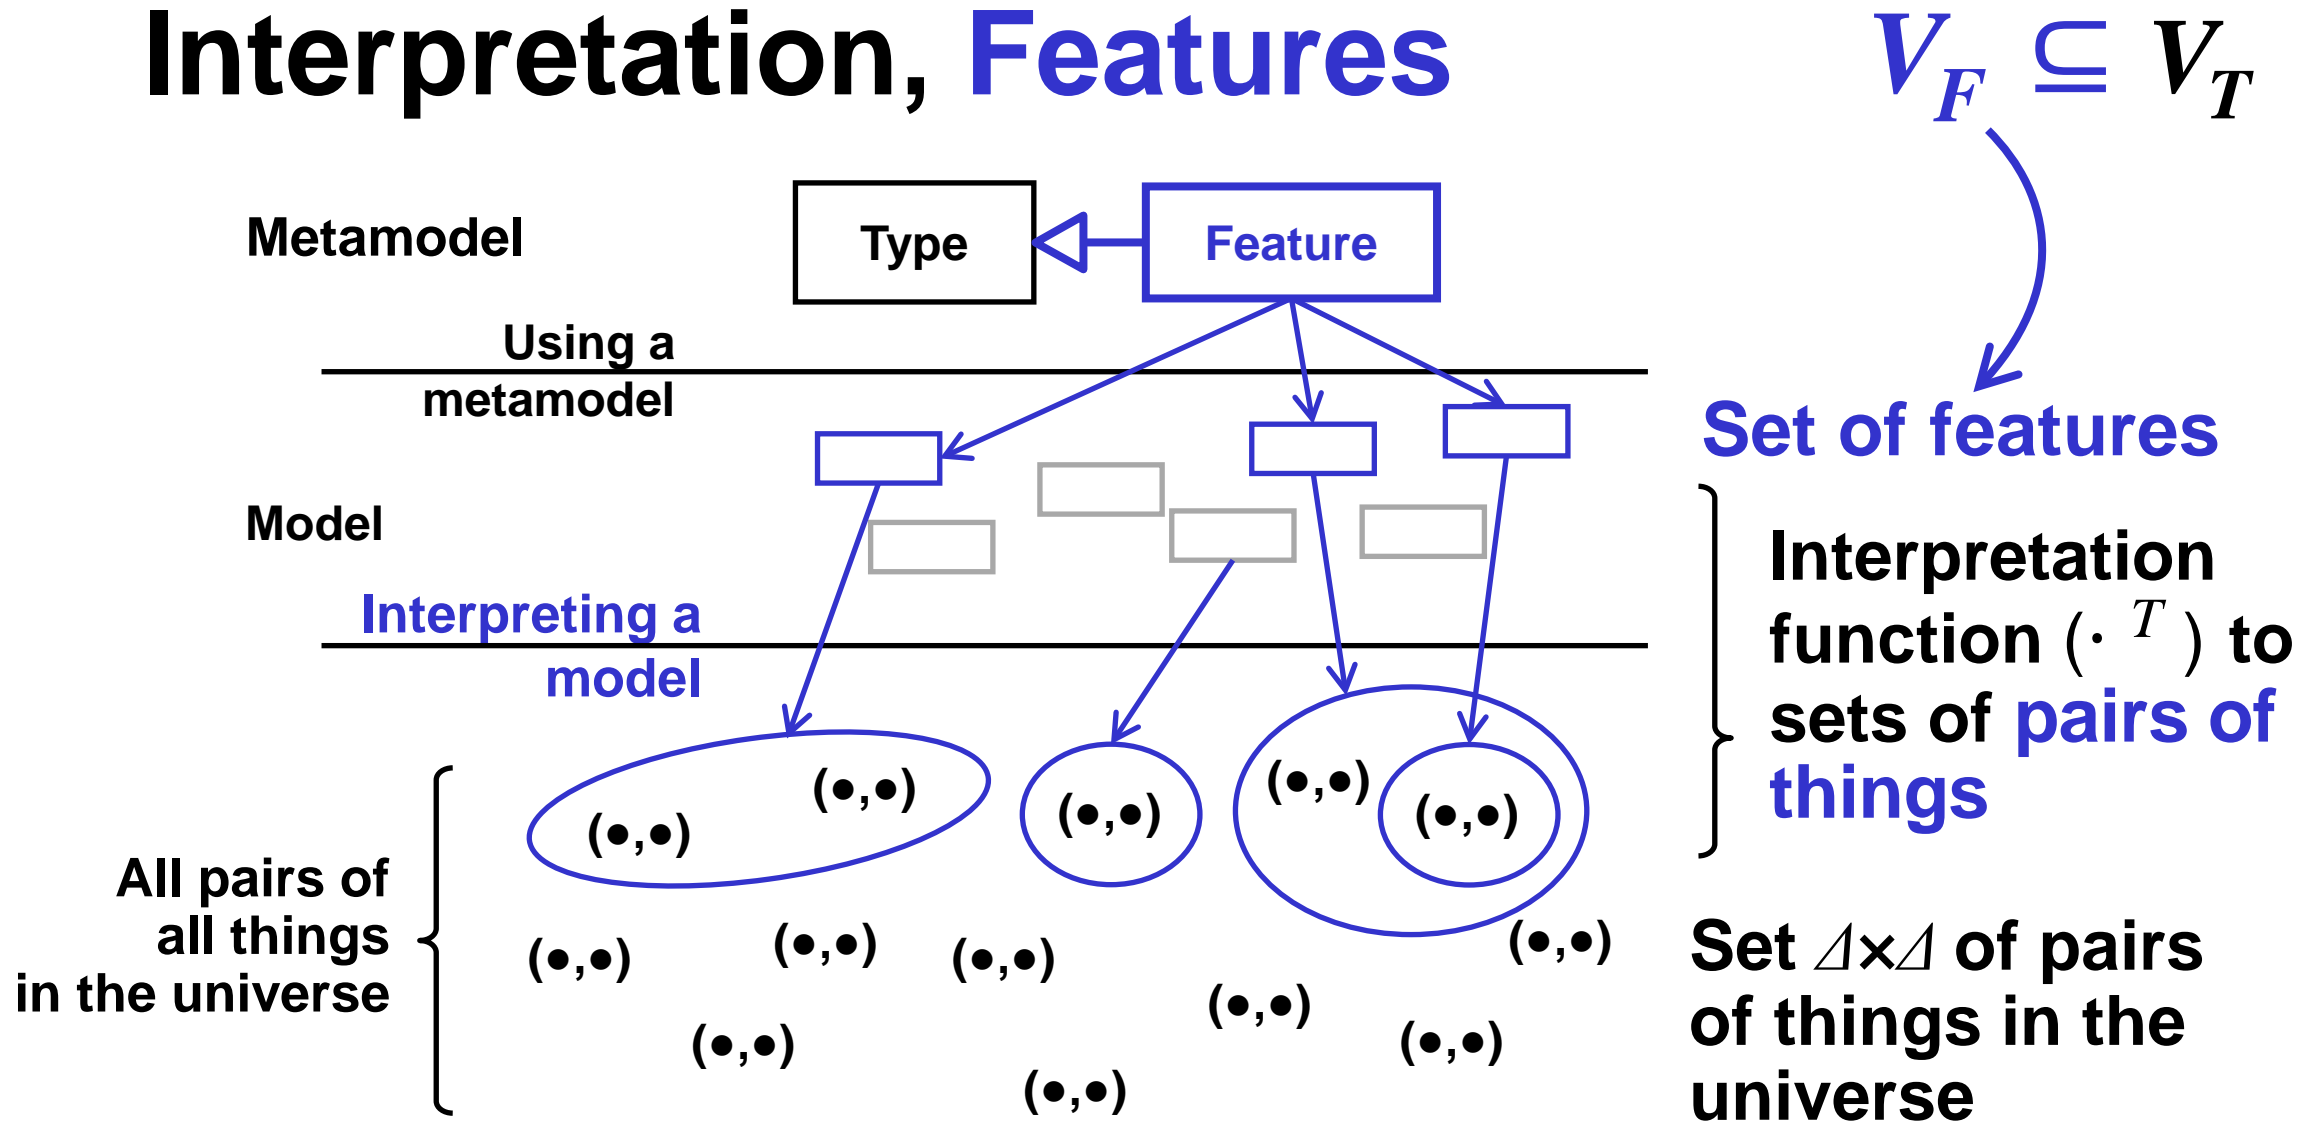 Interpretation, Features
V_F ⊆ V_T
Metamodel
Type
Feature
Using a
metamodel
Set of features
Model
Interpretation
function (· ^T ) to
sets of pairs of
things
Interpreting a
model
(●,●)
(●,●)
(●,●)
(●,●)
(●,●)
All pairs of
all things
in the universe
(●,●)
(●,●)
(●,●)
(●,●)
(●,●)
(●,●)
(●,●)
(●,●)
Set Δ×Δ of pairs
of things in the
universe